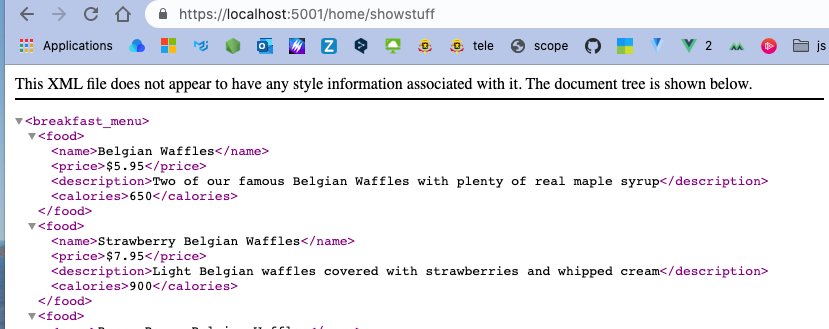 https://localhost:5001/home/showstuff
Applications tele scope 2 js
This XML file does not appear to have any style information associated with it. The document tree is shown below.
<breakfast_menu>
<food>
<name>Belgian Waffles</name>
<price>$5.95</price>
<description>Two of our famous Belgian Waffles with plenty of real maple syrup</description>
<calories>650</calories>
</food>
<food>
<name>Strawberry Belgian Waffles</name>
<price>$7.95</price>
<description>Light Belgian waffles covered with strawberries and whipped cream</description>
<calories>900</calories>
</food>
<food>